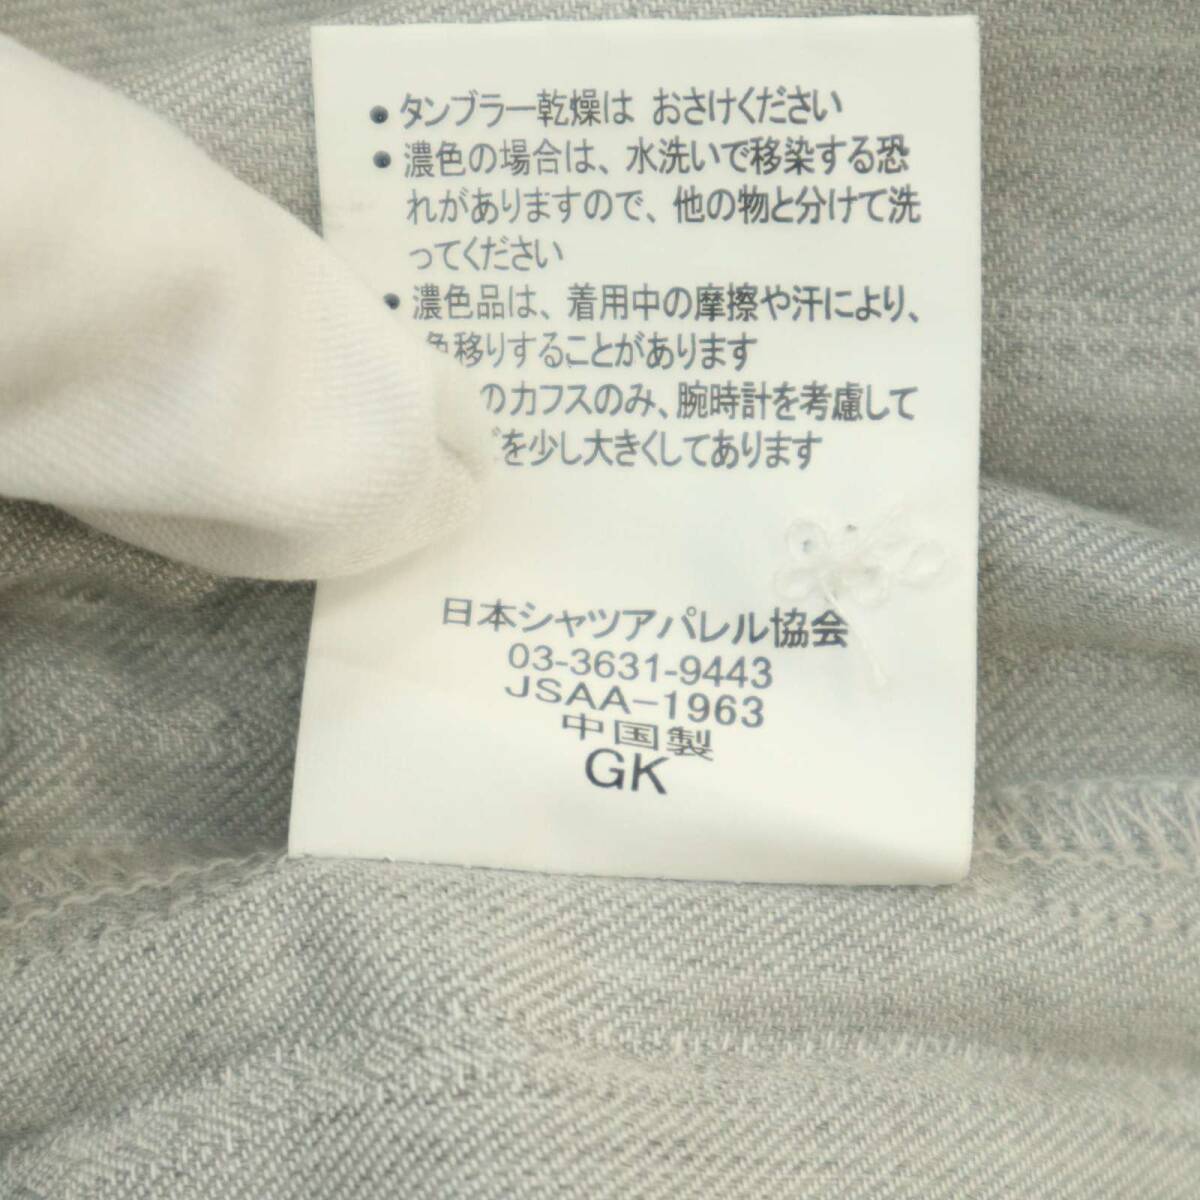 • タンブラー乾燥は おさけください
• 濃色の場合は、水洗いで移染する恐
れがありますので、他の物と分けて洗
ってください
• 濃色品は、着用中の摩擦や汗により、
色移りすることがあります
のカフスのみ、腕時計を考慮して
を少し大きくしてあります
日本シャツアパレル協会
03-3631-9443
JSAA-1963
中国製
GK